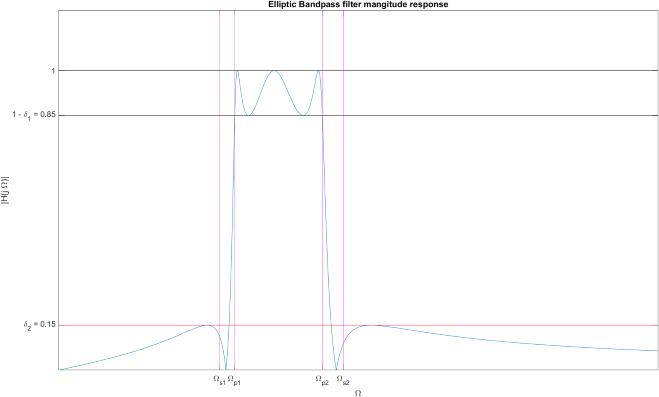 Elliptic Bandpass filter mangitude response
1
1 - δ1 = 0.85
|H(j Ω)|
δ2 = 0.15
Ωs1 Ωp1 Ωp2 Ωs2
Ω